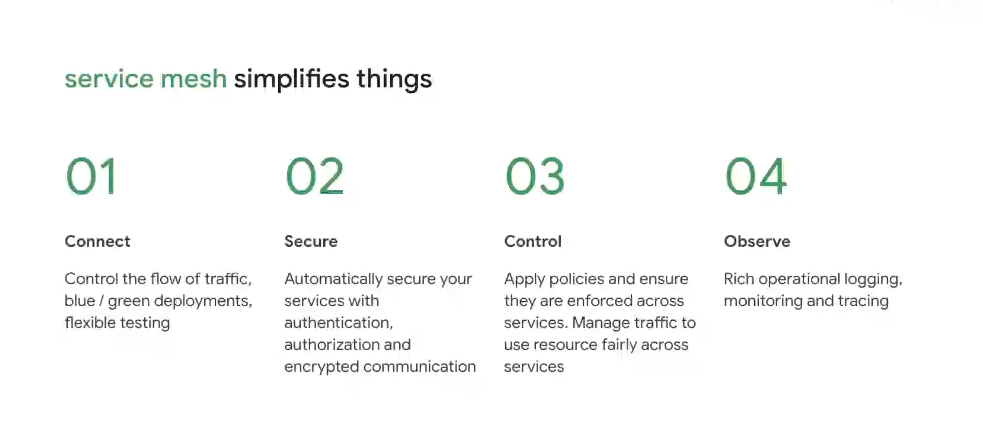 service mesh simplifies things
01
Connect
Control the flow of traffic,
blue / green deployments,
flexible testing
02
Secure
Automatically secure your
services with
authentication,
authorization and
encrypted communication
03
Control
Apply policies and ensure
they are enforced across
services. Manage traffic to
use resource fairly across
services
04
Observe
Rich operational logging,
monitoring and tracing